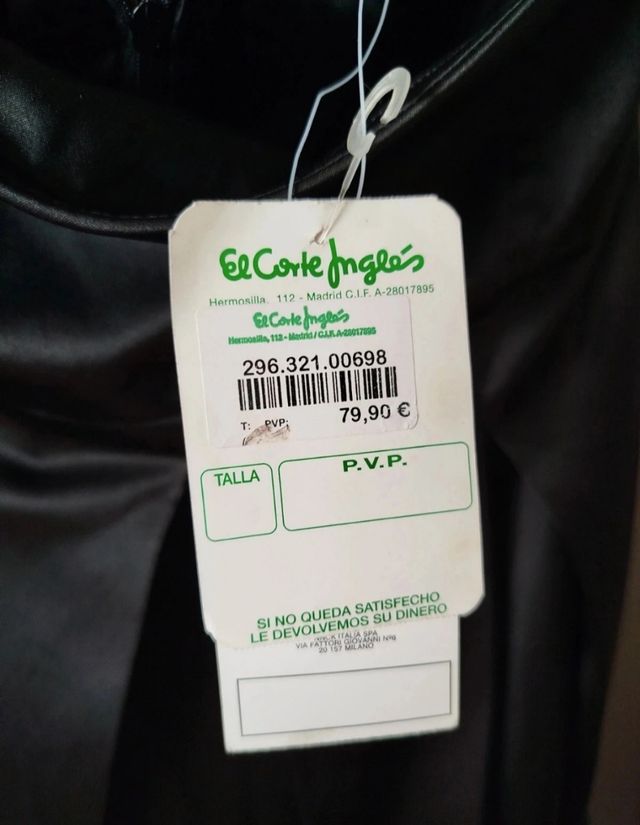 El Corte Inglés
Hermosilla, 112 - Madrid C.I.F. A-28017895
El Corte Inglés
Hermosilla, 112 - Madrid / C.I.F. A-28017895
296.321.00698
T: PVP: 79,90 €
TALLA
P.V.P.
SI NO QUEDA SATISFECHO
LE DEVOLVEMOS SU DINERO
ITALIA SPA
VIA FATTORI GIOVANNI
20 157 MILANO